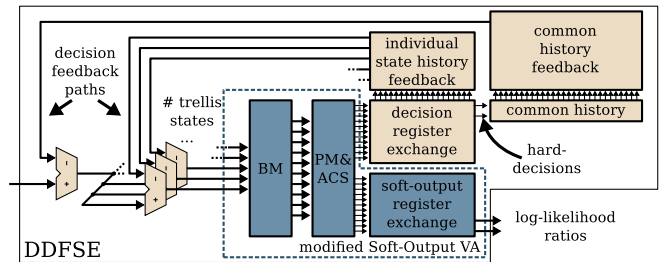 common
history
feedback
individual
state history
feedback
decision
feedback
paths
# trellis
states
...
BM
PM&
ACS
decision
register
exchange
common history
hard-
decisions
soft-output
register
exchange
log-likelihood
ratios
modified Soft-Output VA
DDFSE
-
+
-
+